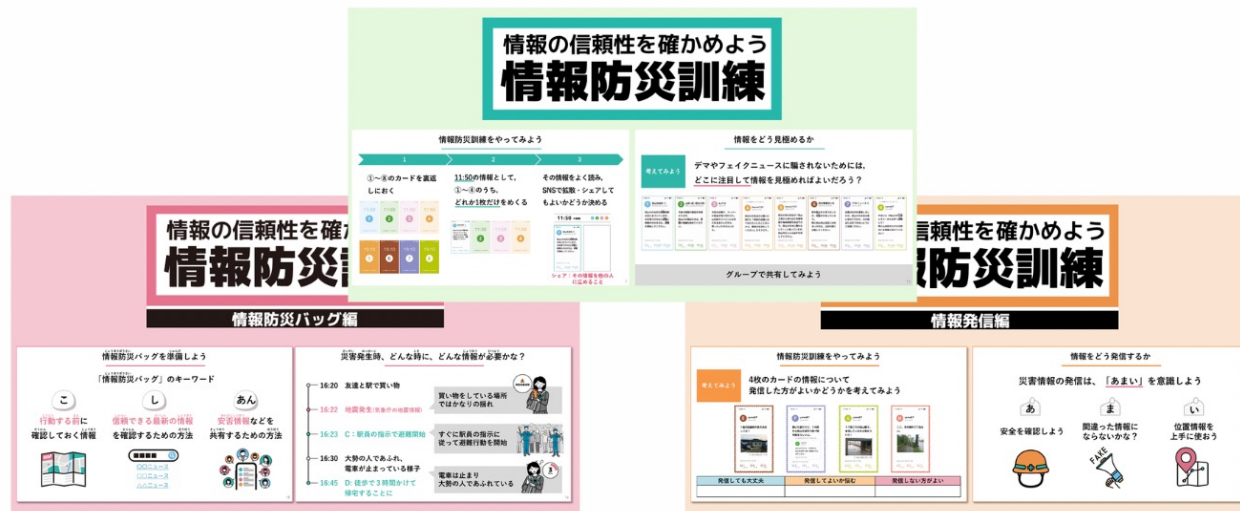 情報の信頼性を確かめよう
情報防災訓練
情報防災訓練をやってみよう
1
2
3
①~⑧のカードを裏返
しにおく
11:50の情報として、
①~④のうち、
どれか1枚だけをめくる
その情報をよく読み、
SNSで拡散・シェアして
もよいかどうか決める
11:50
シェア:その情報を他の人
に広めること
情報をどう見極めるか
考えてみよう
デマやフェイクニュースに騙されないためには、
どこに注目して情報を見極めればよいだろう?
グループで共有してみよう
情報の信頼性を確か
情報防災訓
情報防災バッグ編
情報防災バッグを準備しよう
「情報防災バッグ」のキーワード
こ
行動する前に
確認しておく情報
し
信頼できる最新の情報
を確認するための方法
〇〇ニュース
□□ニュース
△△ニュース
あん
安否情報などを
共有するための方法
災害発生時、どんな時に、どんな情報が必要かな?
16:20 友達と駅で買い物
買い物をしている場所
ではかなりの揺れ
16:22 地震発生(気象庁の地震情報)
16:23 C:駅員の指示で避難開始
すぐに駅員の指示に
従って避難行動を開始
16:30 大勢の人であふれ、
電車が止まっている様子
電車は止まり
大勢の人であふれている
16:45 D:徒歩で3時間かけて
帰宅することに
信頼性を確かめよう
防災訓練
情報発信編
情報防災訓練をやってみよう
考えてみよう
4枚のカードの情報について
発信した方がよいかどうかを考えてみよう
発信しても大丈夫
発信してよいか悩む
発信しない方がよい
情報をどう発信するか
災害情報の発信は、「あまい」を意識しよう
あ
安全を確認しよう
ま
間違った情報に
ならないかな?
FAKE
い
位置情報を
上手に使おう